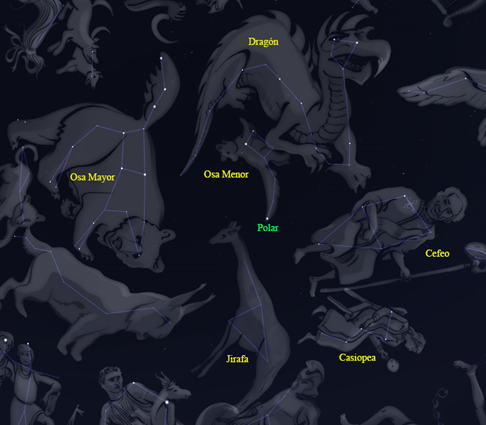 Dragón
Osa Mayor
Osa Menor
Polar
Cefeo
Jirafa
Casiopea